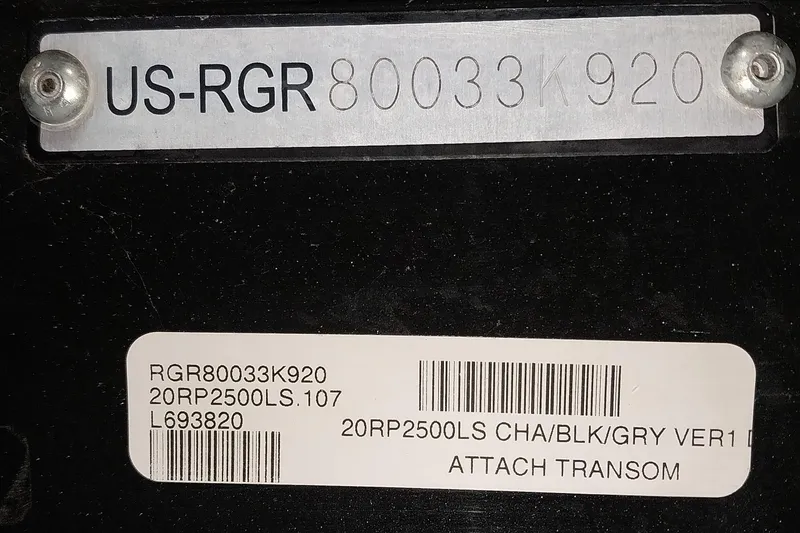 US-RGR80033K920
RGR80033K920
20RP2500LS.107
L693820
20RP2500LS CHA/BLK/GRY VER1
ATTACH TRANSOM